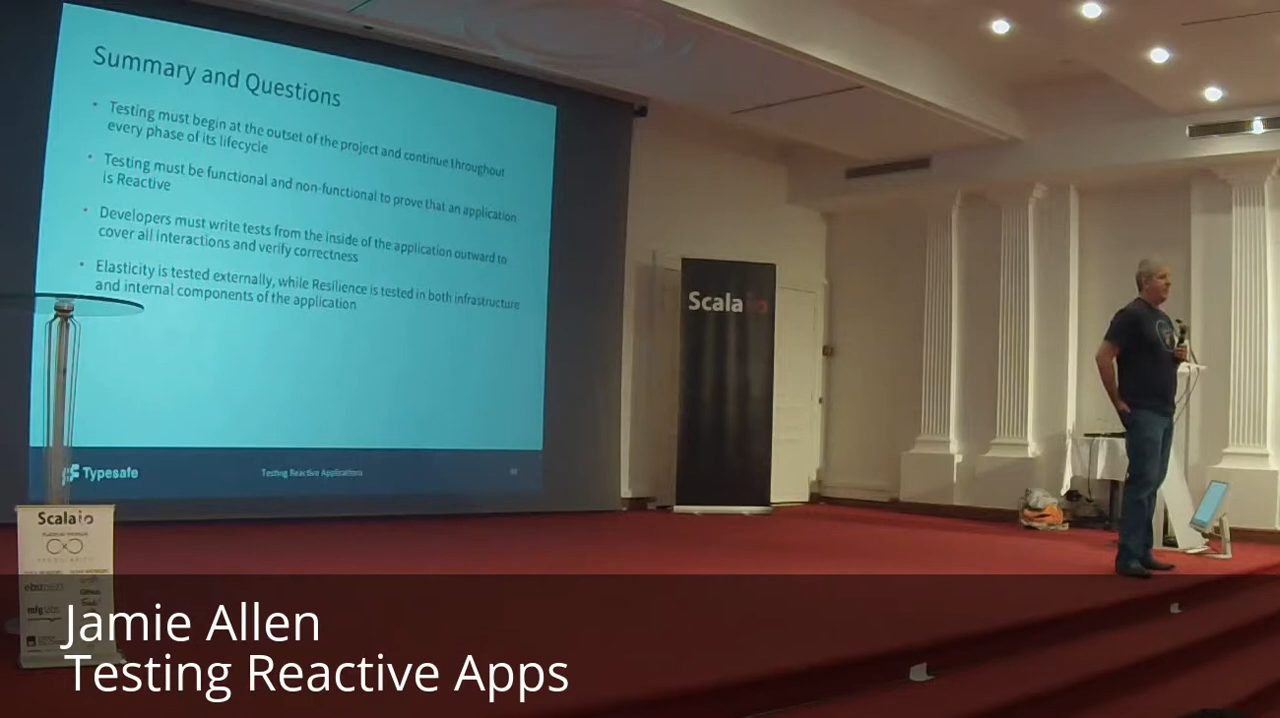 Summary and Questions
• Testing must begin at the outset of the project and continue throughout
every phase of its lifecycle
• Testing must be functional and non-functional to prove that an application
is Reactive
• Developers must write tests from the inside of the application outward to
cover all interactions and verify correctness
• Elasticity is tested externally, while Resilience is tested in both infrastructure
and internal components of the application
Typesafe
Testing Reactive Applications
Scala io
Scala io
Jamie Allen
Testing Reactive Apps